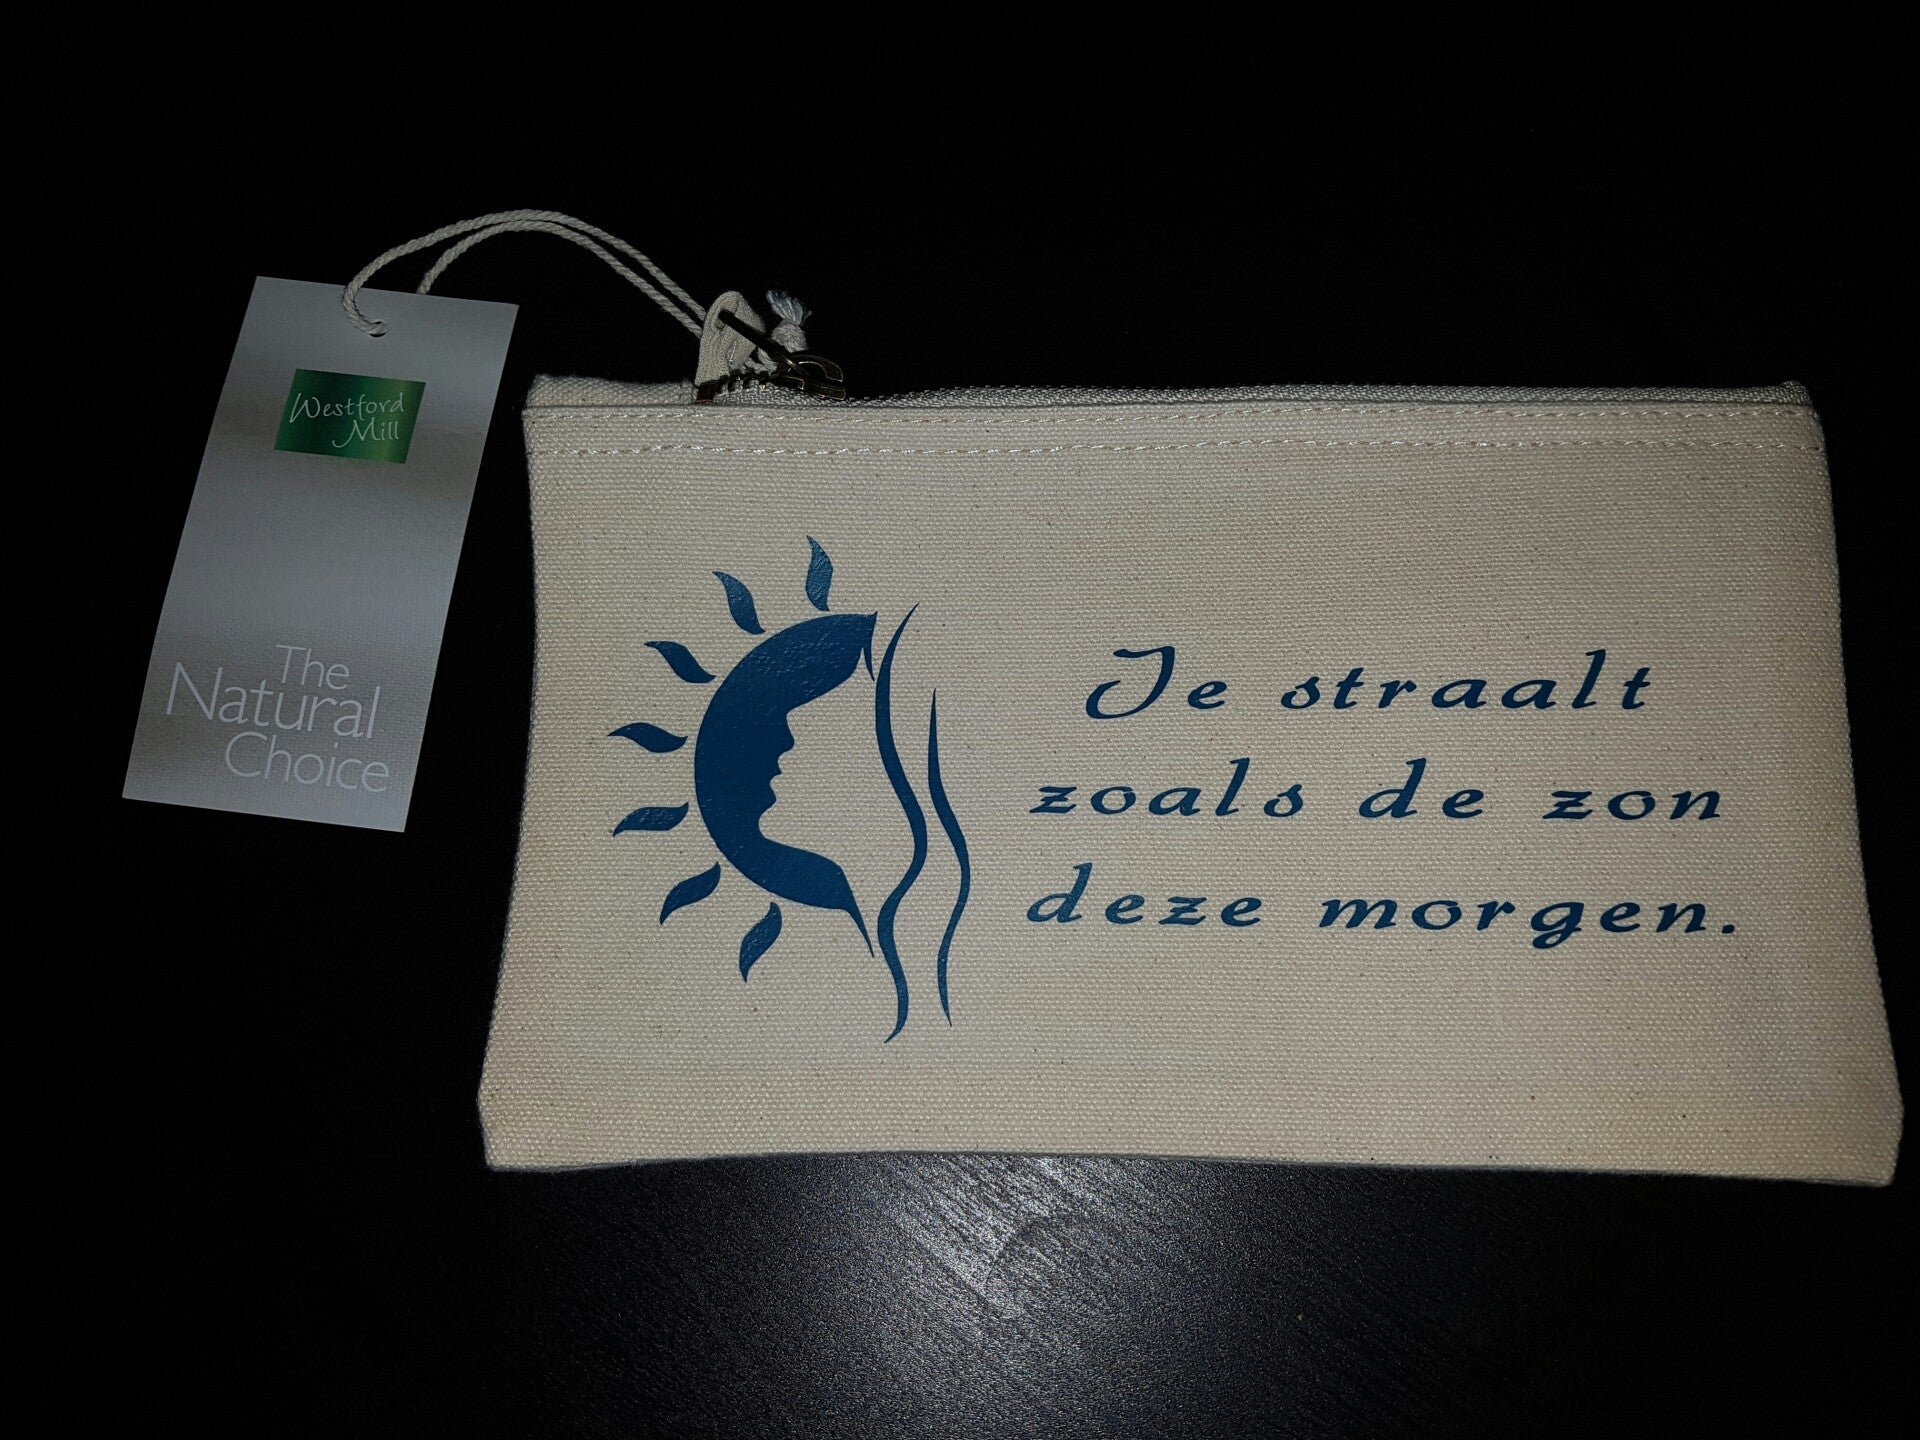 Westford
Mill
The
Natural
Choice
Je straalt
zoals de zon
deze morgen.